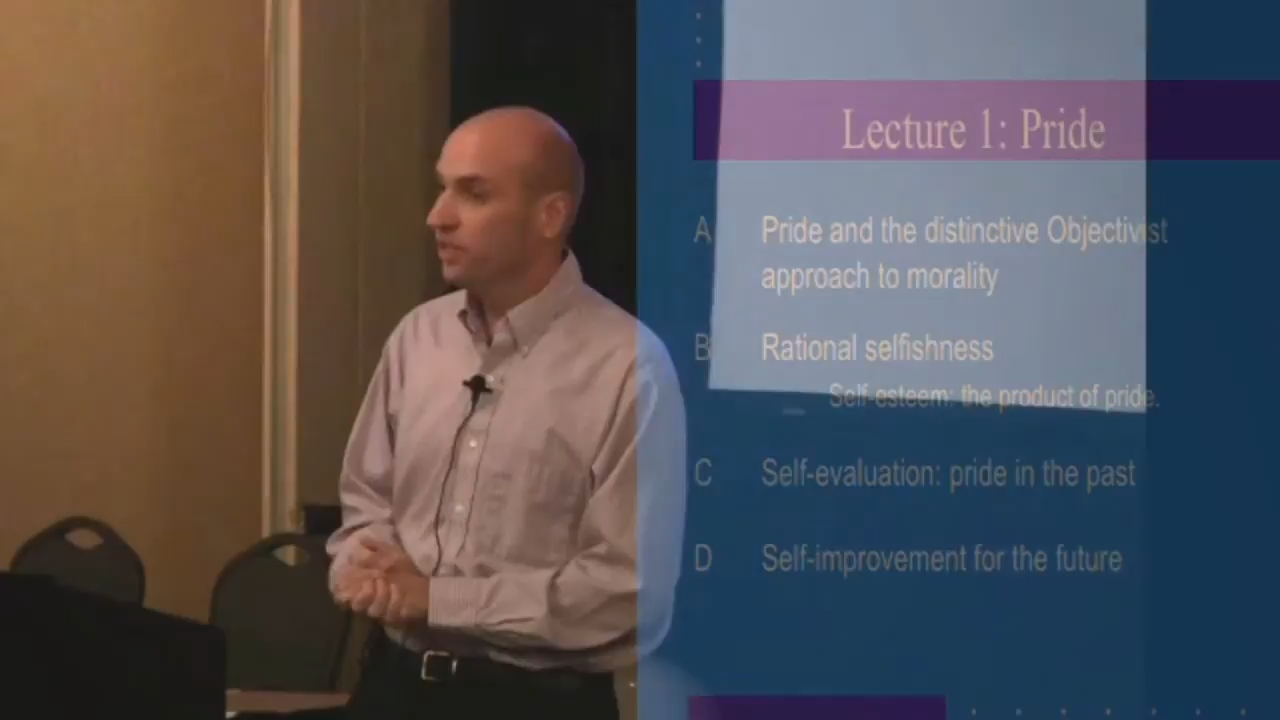 Lecture 1: Pride
A Pride and the distinctive Objectivist
approach to morality
B Rational selfishness
Self-esteem: the product of pride.
C Self-evaluation: pride in the past
D Self-improvement for the future